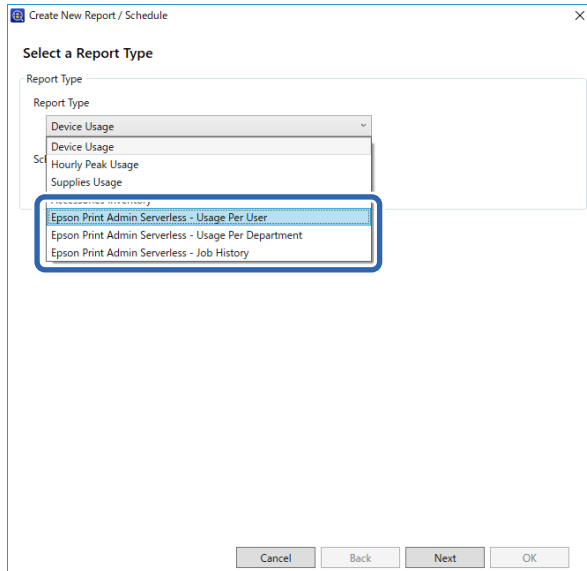 Create New Report / Schedule
Select a Report Type
Report Type
Report Type
Device Usage
Device Usage
Hourly Peak Usage
Supplies Usage
Accessories Inventory
Epson Print Admin Serverless - Usage Per User
Epson Print Admin Serverless - Usage Per Department
Epson Print Admin Serverless - Job History
Cancel
Back
Next
OK